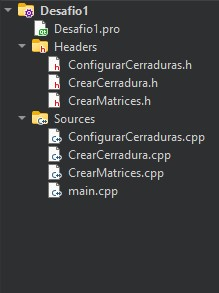 Desafio1
Desafio1.pro
Headers
ConfigurarCerraduras.h
CrearCerradura.h
CrearMatrices.h
Sources
ConfigurarCerraduras.cpp
CrearCerradura.cpp
CrearMatrices.cpp
main.cpp